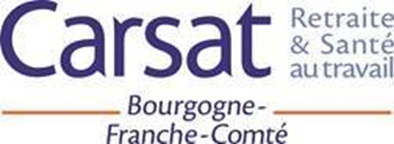 Carsat
Retraite
& Santé
au travail
Bourgogne-
Franche-Comté